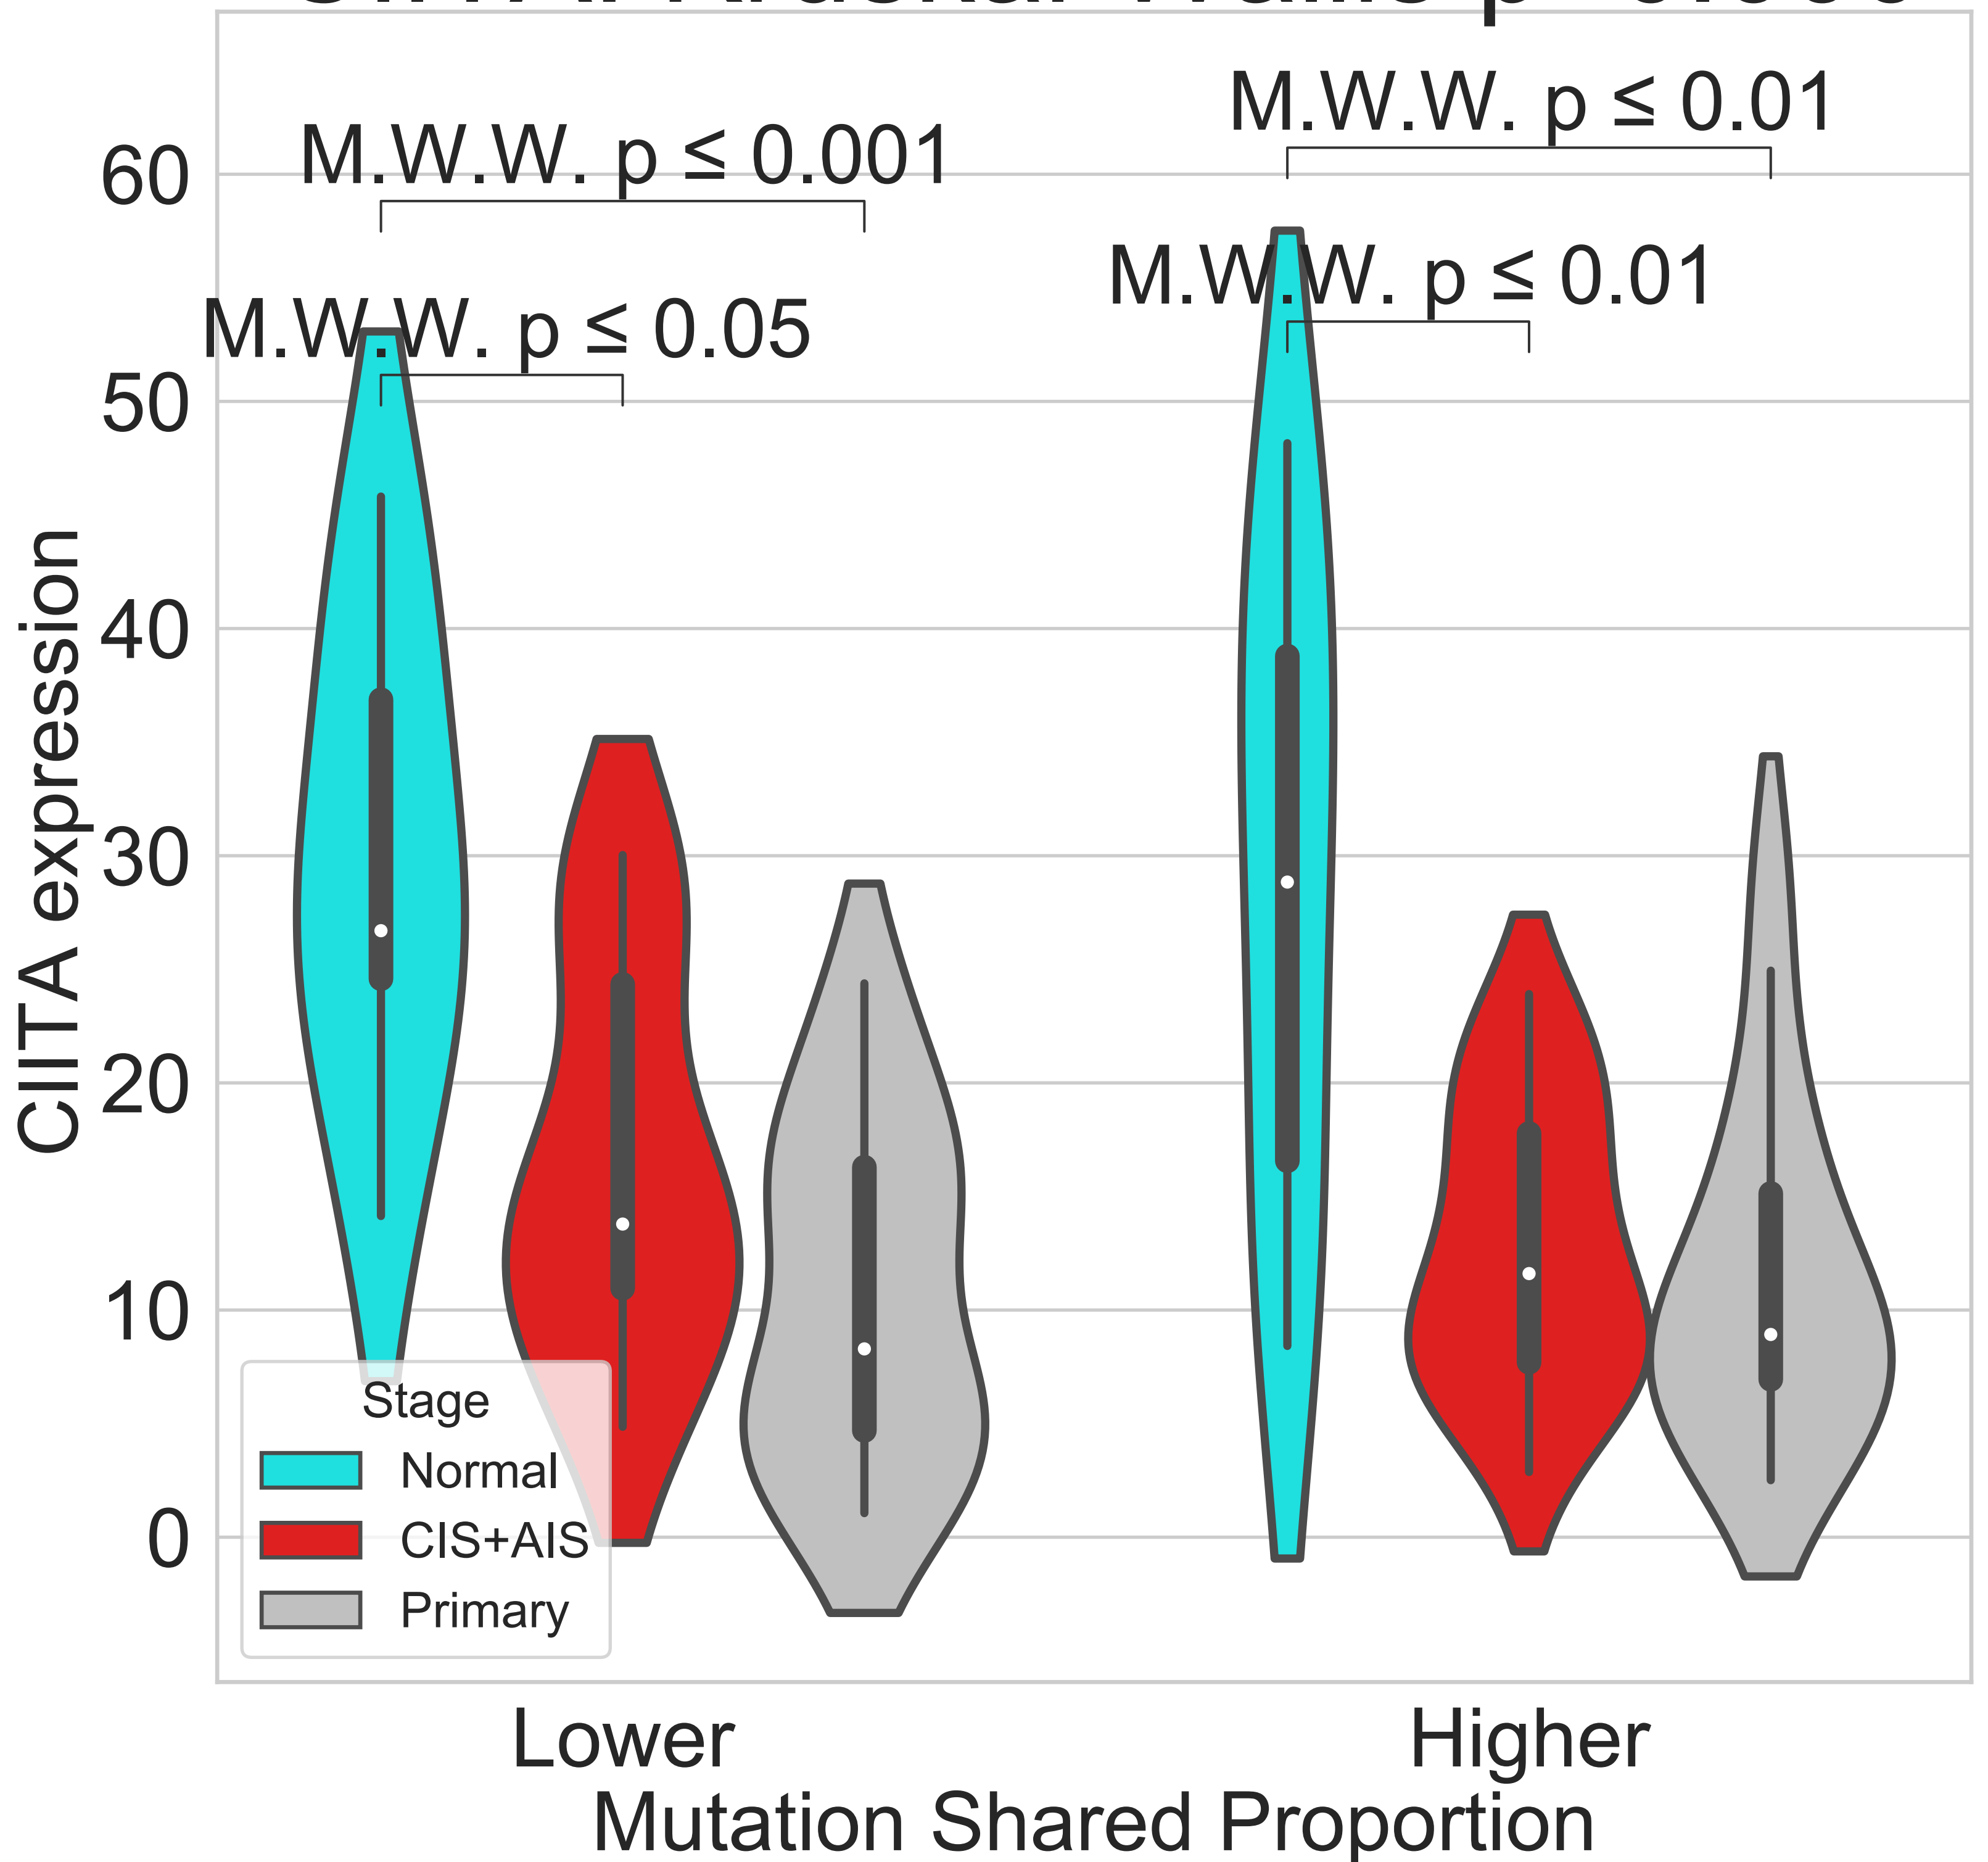 M.W.W. p ≤ 0.01
M.W.W. p ≤ 0.001
M.W.W. p ≤ 0.01
M.W.W. p ≤ 0.05
60
50
40
30
20
10
0
CIITA expression
Stage
Normal
CIS+AIS
Primary
Lower
Higher
Mutation Shared Proportion